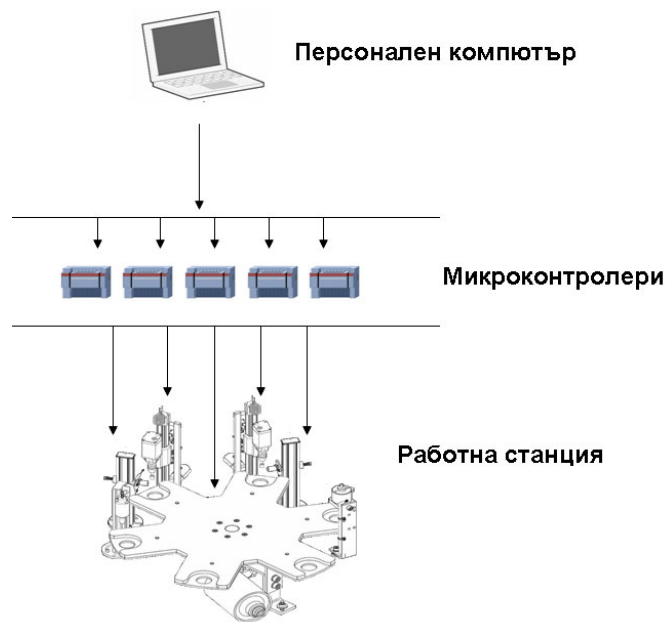 Персонален компютър
Микроконтролери
Работна станция